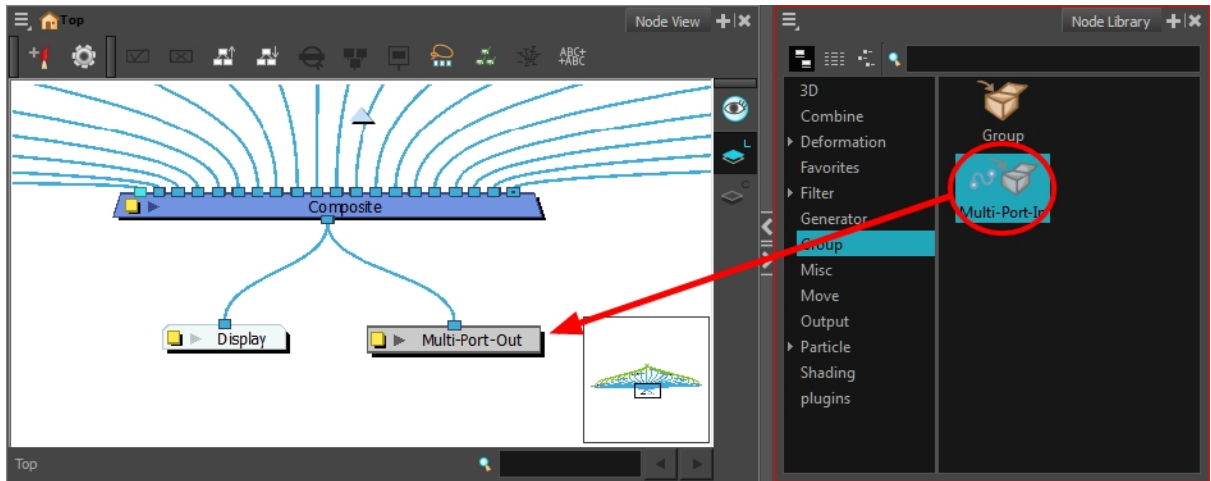 Top
Node View
ABC+
+ABC
L
C
Composite
Display
Multi-Port-Out
Top
Node Library
3D
Combine
Deformation
Favorites
Filter
Generator
Group
Misc
Move
Output
Particle
Shading
plugins
Group
Multi-Port-In